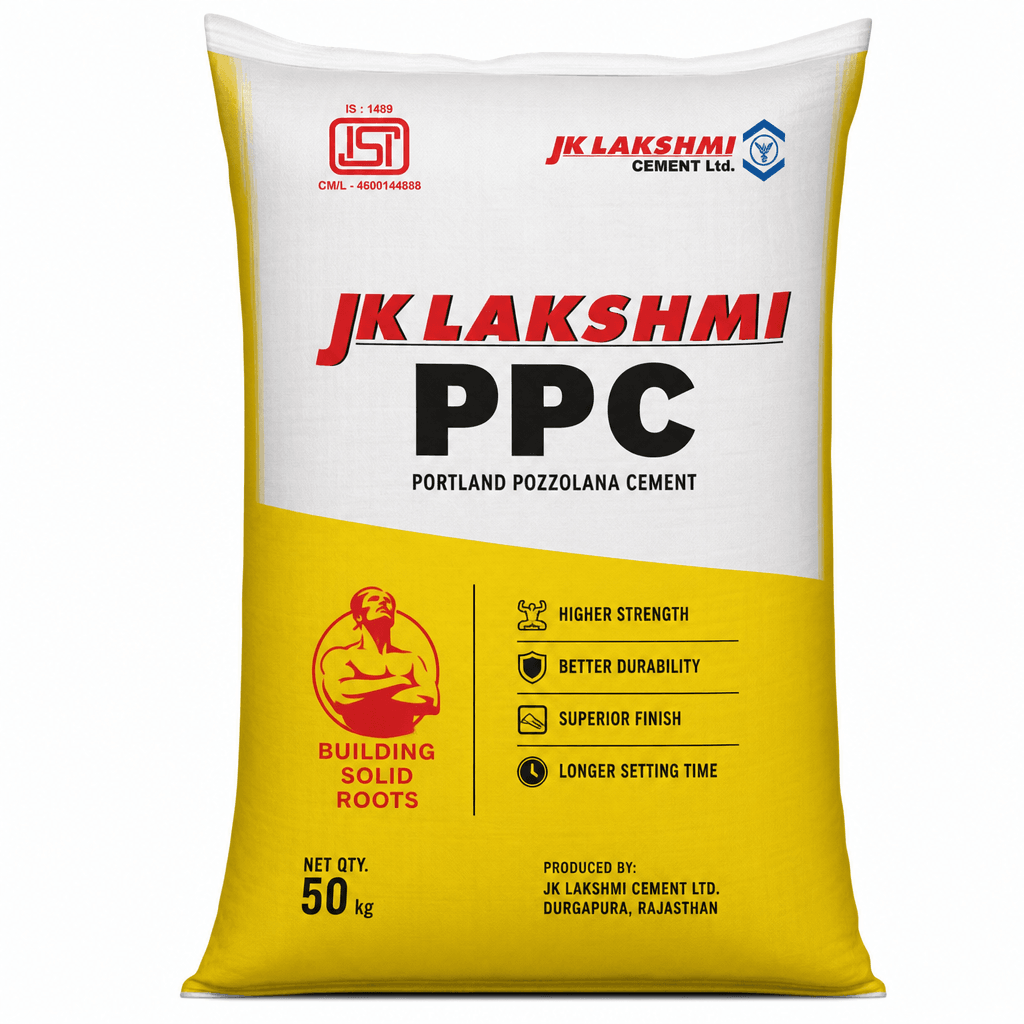 IS : 1489
ISI
CM/L - 4600144888
JK LAKSHMI
CEMENT Ltd.
JK LAKSHMI
PPC
PORTLAND POZZOLANA CEMENT
BUILDING
SOLID
ROOTS
HIGHER STRENGTH
BETTER DURABILITY
SUPERIOR FINISH
LONGER SETTING TIME
NET QTY.
50 kg
PRODUCED BY:
JK LAKSHMI CEMENT LTD.
DURGAPURA, RAJASTHAN